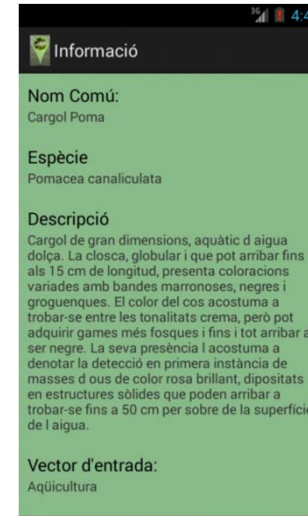 3G 4:4
Informació
Nom Comú:
Cargol Poma
Espècie
Pomacea canaliculata
Descripció
Cargol de gran dimensions, aquàtic d aigua
dolça. La closca, globular i que pot arribar fins
als 15 cm de longitud, presenta coloracions
variades amb bandes marronoses, negres i
groguenques. El color del cos acostuma a
trobar-se entre les tonalitats crema, però pot
adquirir games més fosques i fins i tot arribar a
ser negre. La seva presència l acostuma a
denotar la detecció en primera instància de
masses d ous de color rosa brillant, dipositats
en estructures sòlides que poden arribar a
trobar-se fins a 50 cm per sobre de la superfície
de l aigua.
Vector d'entrada:
Aqüicultura